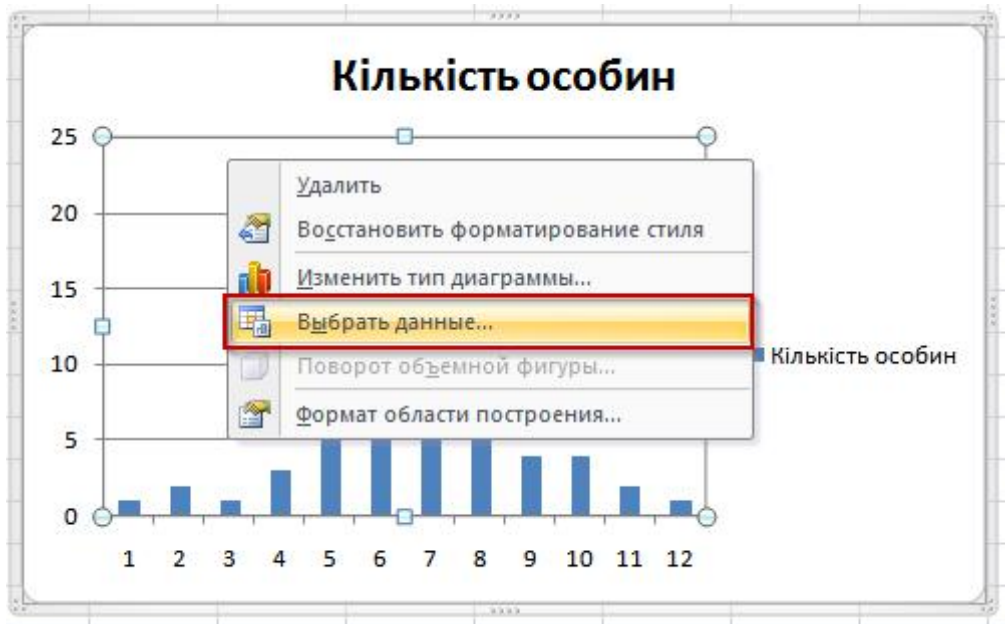 Кількість особин
25
20
15
10
5
0
Удалить
Восстановить форматирование стиля
Изменить тип диаграммы...
Выбрать данные...
Поворот объемной фигуры...
Формат области построения...
Кількість особин
1 2 3 4 5 6 7 8 9 10 11 12